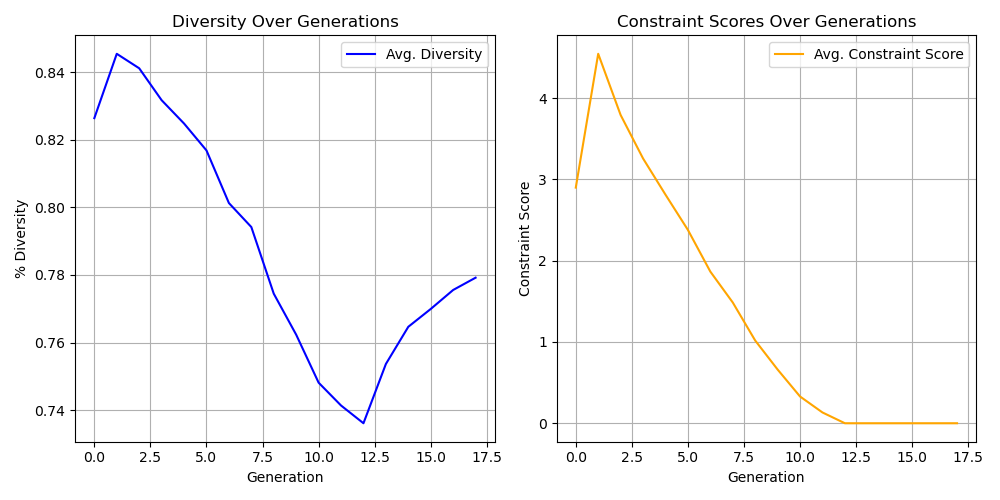 Diversity Over Generations
Avg. Diversity
0.84
0.82
0.80
0.78
0.76
0.74
% Diversity
0.0 2.5 5.0 7.5 10.0 12.5 15.0 17.5
Generation
Constraint Scores Over Generations
Avg. Constraint Score
4
3
2
1
0
Constraint Score
0.0 2.5 5.0 7.5 10.0 12.5 15.0 17.5
Generation